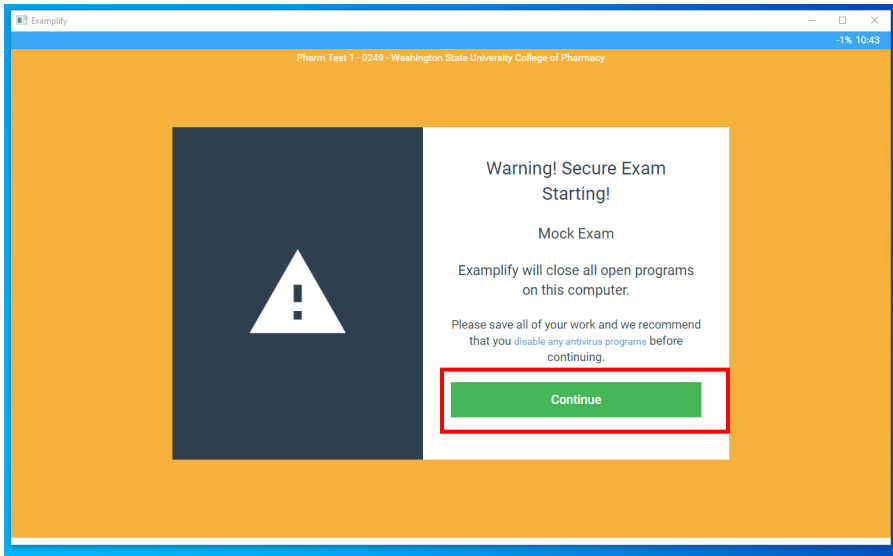 Examplify
-1% 10:43
Pharm Test 1 - 0249 - Washington State University College of Pharmacy
Warning! Secure Exam
Starting!
Mock Exam
Examplify will close all open programs
on this computer.
Please save all of your work and we recommend
that you disable any antivirus programs before
continuing.
Continue